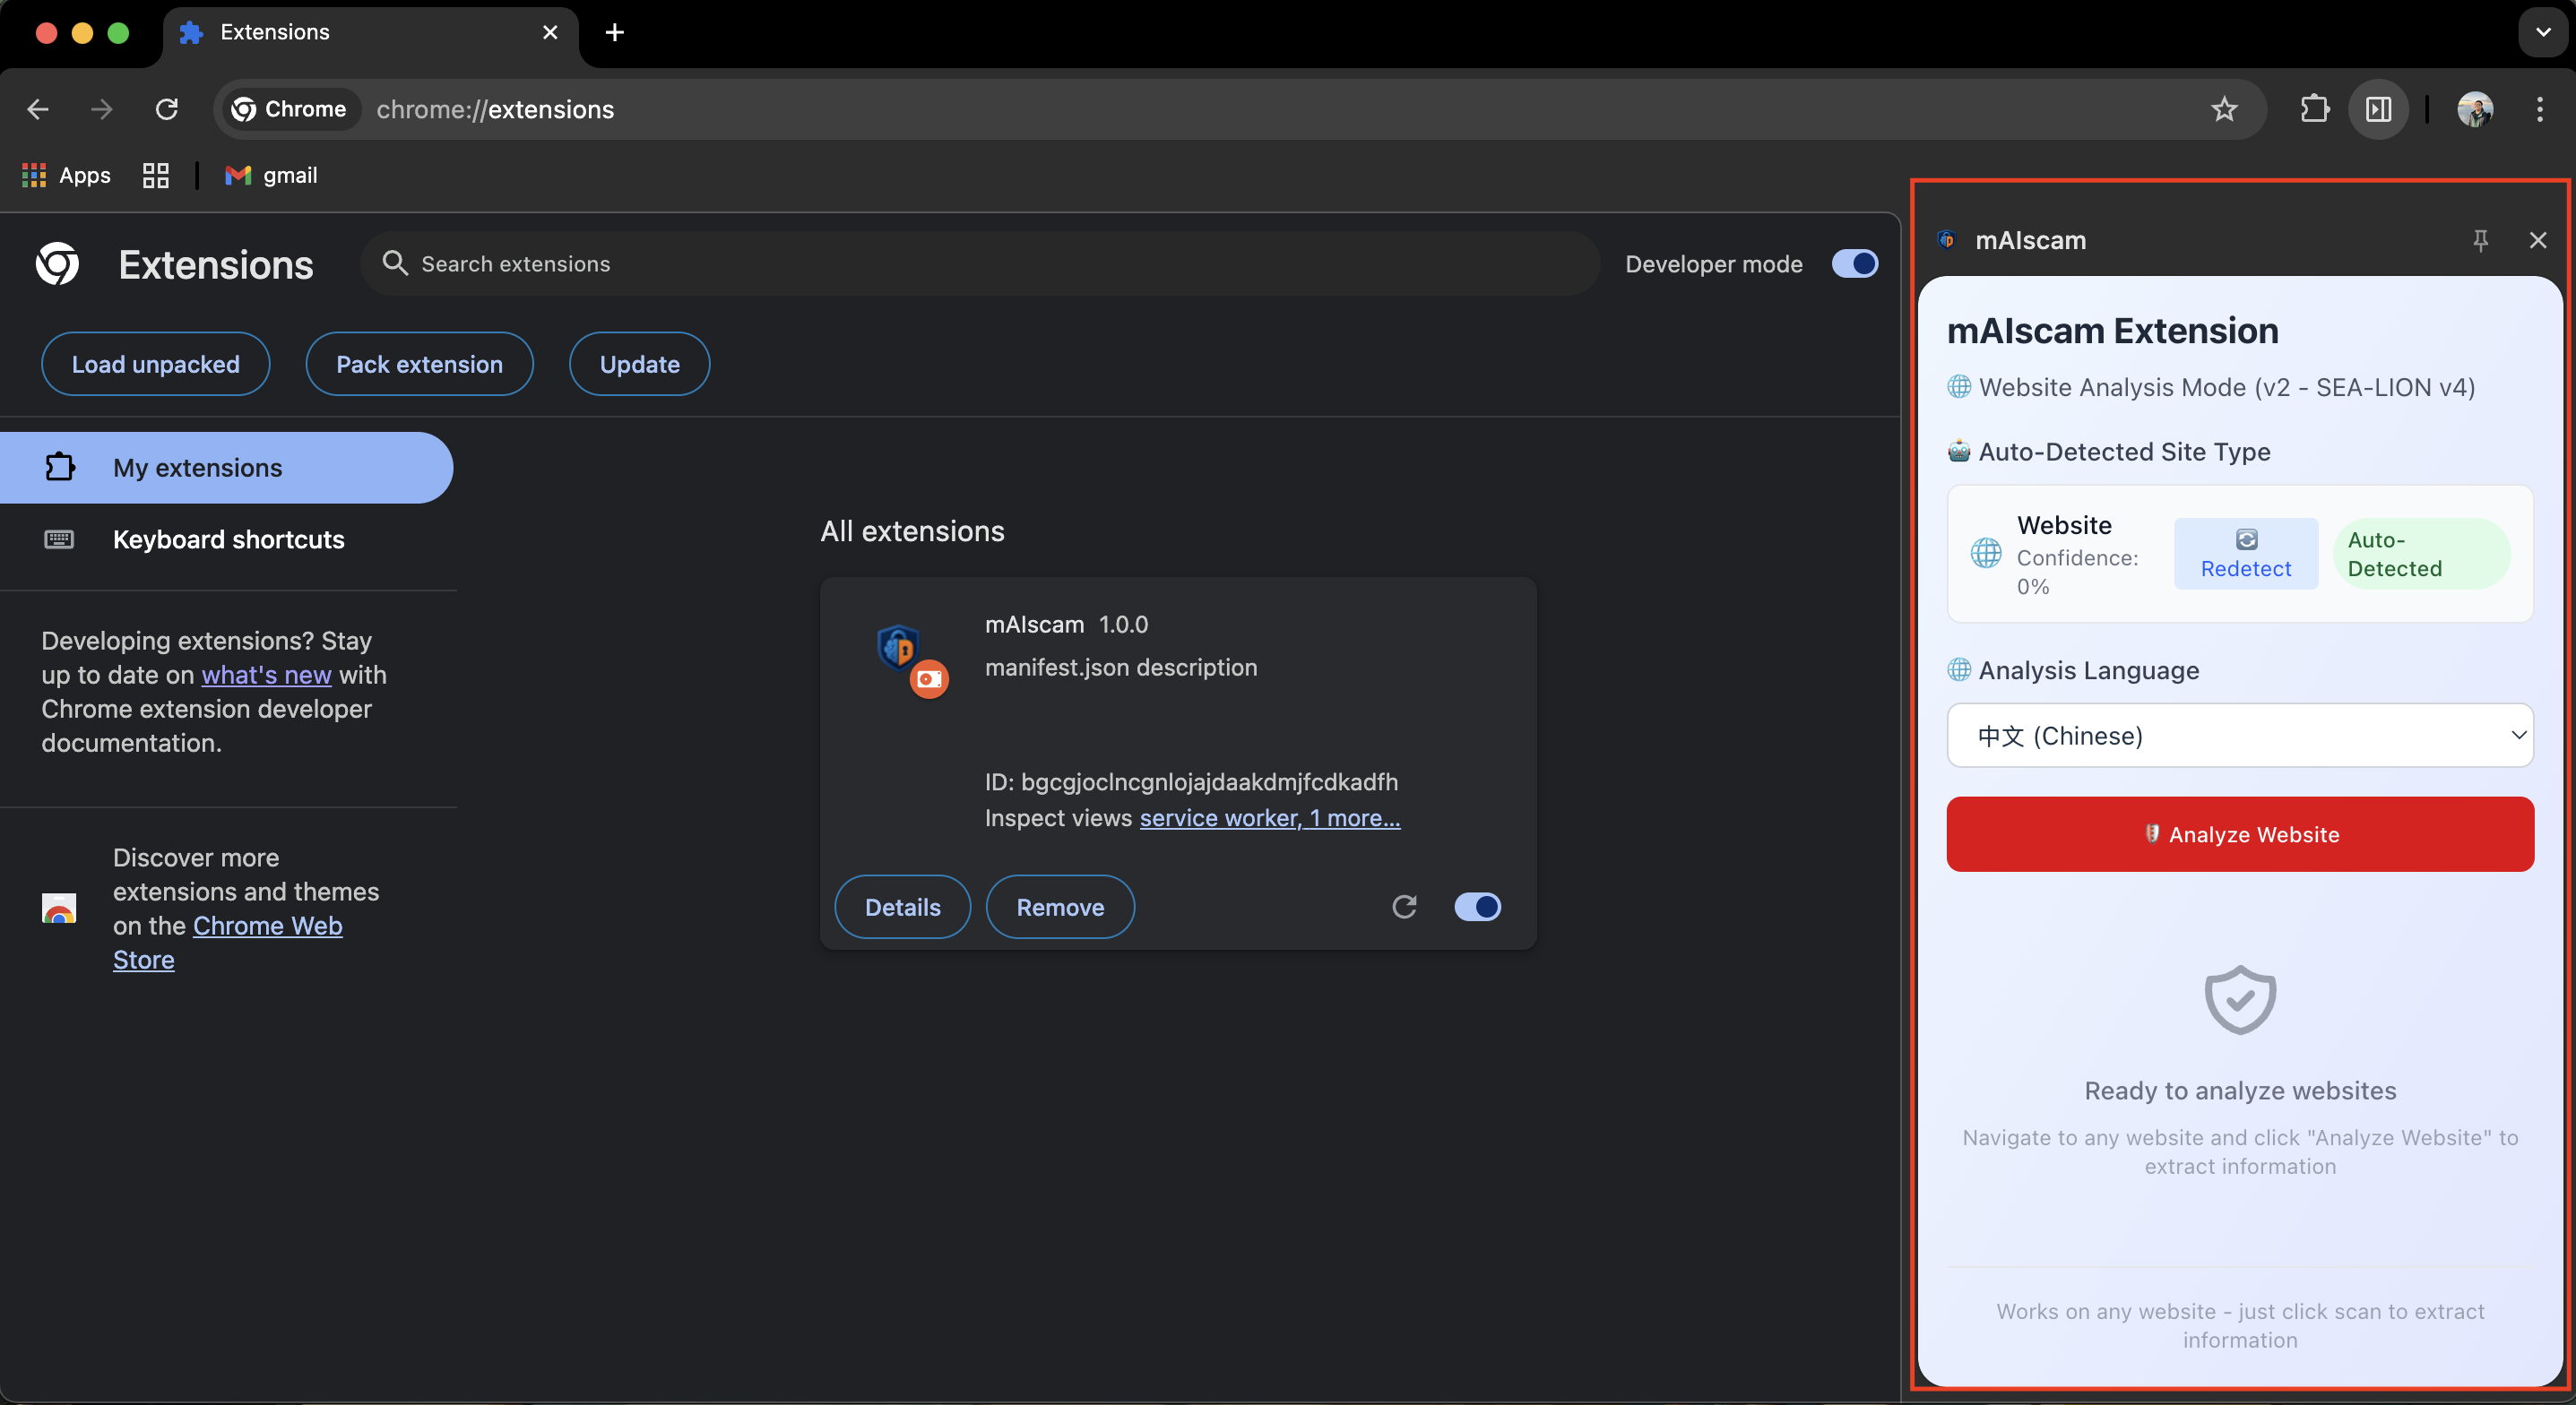 Extensions
Chrome
chrome://extensions
Apps
gmail
Extensions
Search extensions
Developer mode
Load unpacked
Pack extension
Update
My extensions
Keyboard shortcuts
Developing extensions? Stay
up to date on what's new with
Chrome extension developer
documentation.
Discover more
extensions and themes
on the Chrome Web
Store
All extensions
mAIscam 1.0.0
manifest.json description
ID: bgcgjoclncgnlojajdaakdmjfcdkadfh
Inspect views service worker, 1 more...
Details
Remove
mAIscam
mAIscam Extension
Website Analysis Mode (v2 - SEA-LION v4)
Auto-Detected Site Type
Website
Confidence:
0%
Redetect
Auto-
Detected
Analysis Language
中文 (Chinese)
Analyze Website
Ready to analyze websites
Navigate to any website and click "Analyze Website" to
extract information
Works on any website - just click scan to extract
information